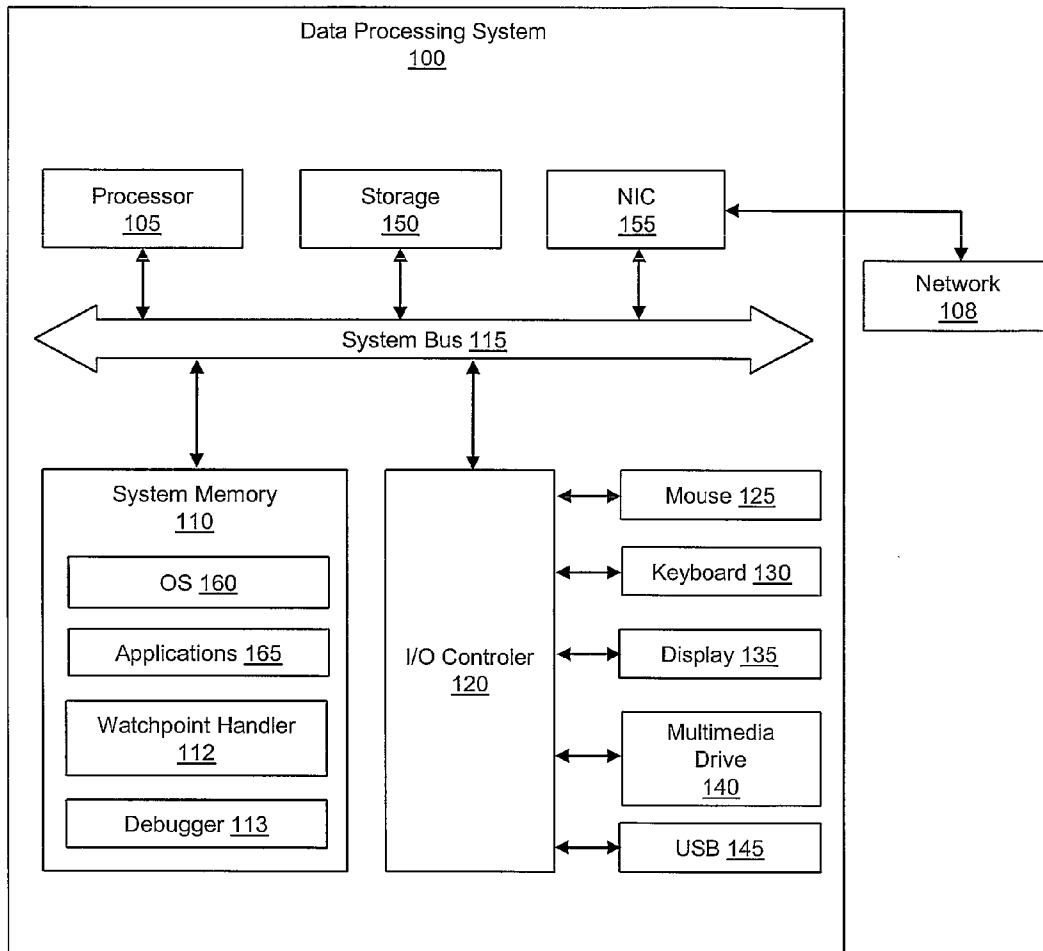 Data Processing System
100
Processor
105
Storage
150
NIC
155
Network
108
System Bus 115
System Memory
110
OS 160
Applications 165
Watchpoint Handler
112
Debugger 113
I/O Controler
120
Mouse 125
Keyboard 130
Display 135
Multimedia
Drive
140
USB 145